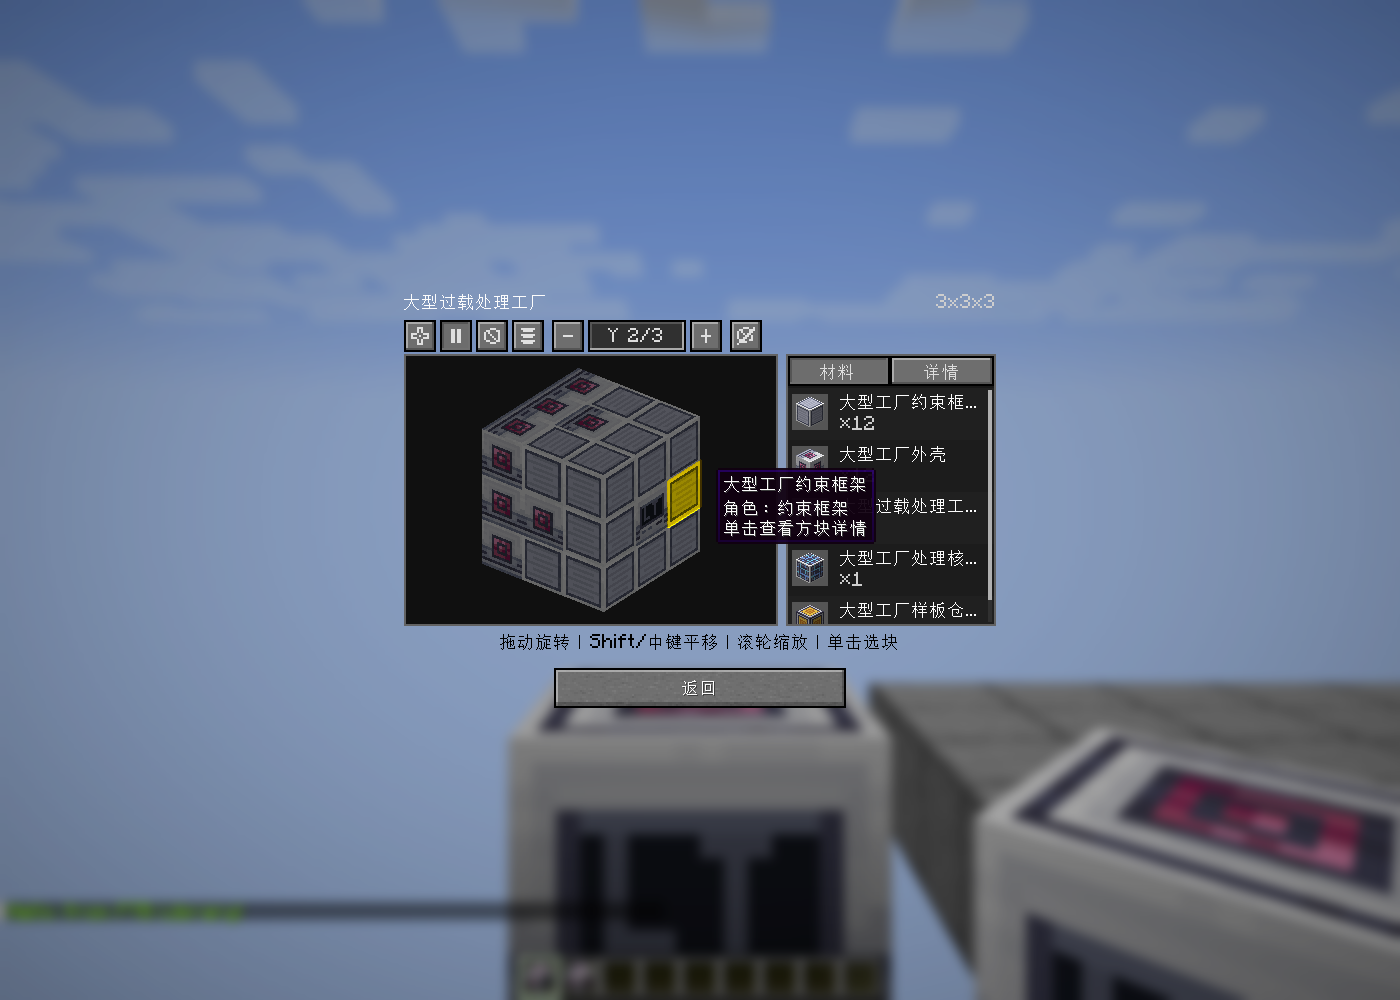 大型过载处理工厂
3x3x3
Y 2/3
材料
详情
大型工厂约束框...
×12
大型工厂外壳
过载处理工...
大型工厂处理核...
×1
大型工厂样板仓...
大型工厂约束框架
角色：约束框架
单击查看方块详情
拖动旋转 | Shift/中键平移 | 滚轮缩放 | 单击选块
返回